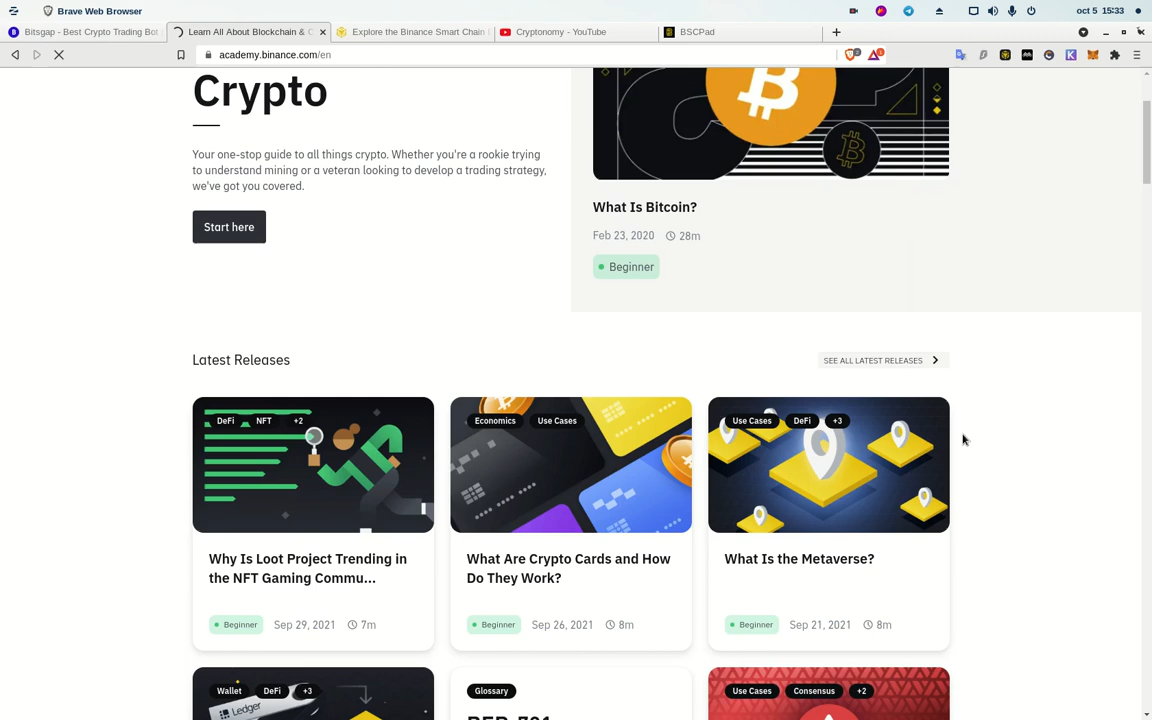 Brave Web Browser
oct 5 15:33
Bitsgap - Best Crypto Trading Bot
Learn All About Blockchain & C
Explore the Binance Smart Chain
Cryptonomy - YouTube
BSCPad
academy.binance.com/en
Crypto
Your one-stop guide to all things crypto. Whether you're a rookie trying
to understand mining or a veteran looking to develop a trading strategy,
we've got you covered.
Start here
What Is Bitcoin?
Feb 23, 2020 28m
Beginner
Latest Releases
SEE ALL LATEST RELEASES
DeFi NFT +2
Economics Use Cases
Use Cases DeFi +3
Why Is Loot Project Trending in
the NFT Gaming Commu...
What Are Crypto Cards and How
Do They Work?
What Is the Metaverse?
Beginner Sep 29, 2021 7m
Beginner Sep 26, 2021 8m
Beginner Sep 21, 2021 8m
Wallet DeFi +3
Ledger
Glossary
Use Cases Consensus +2